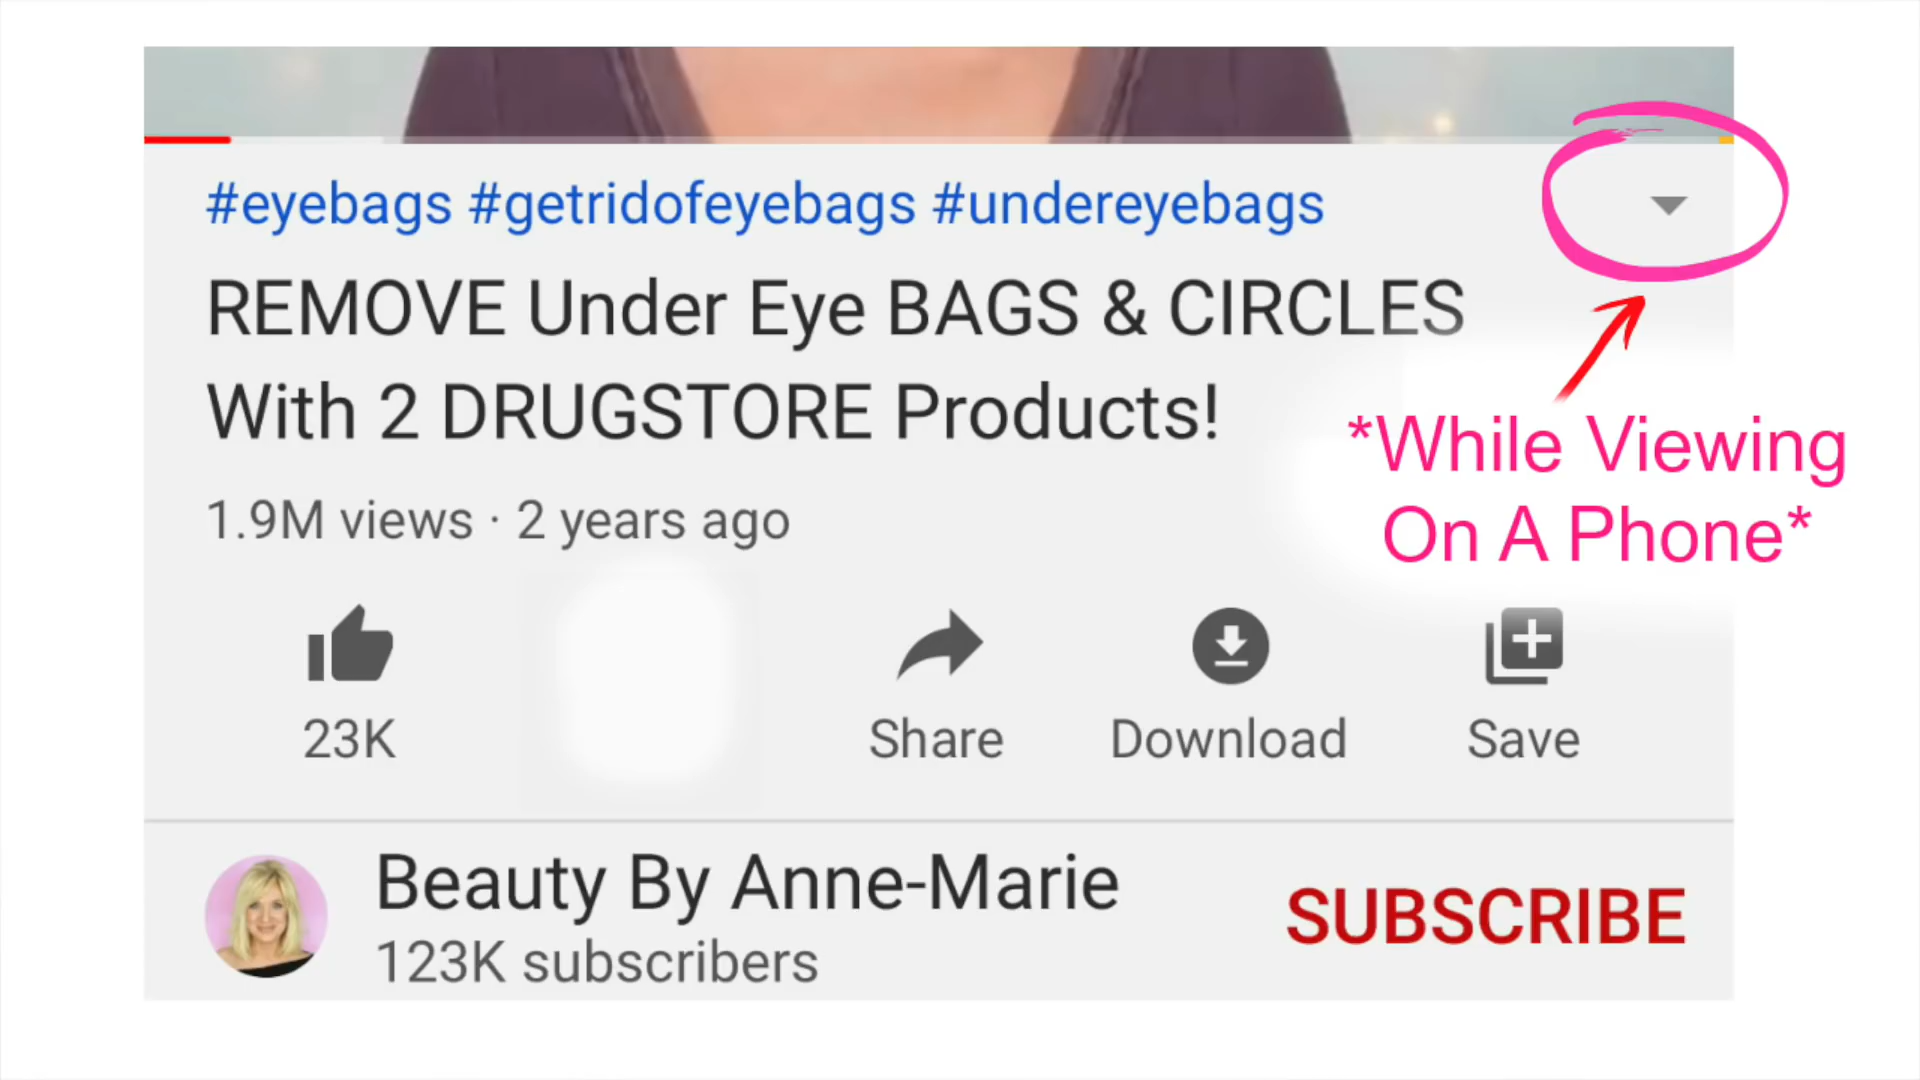 #eyebags #getridofeyebags #undereyebags
REMOVE Under Eye BAGS & CIRCLES
With 2 DRUGSTORE Products!
*While Viewing
On A Phone*
1.9M views · 2 years ago
23K
Share
Download
Save
Beauty By Anne-Marie
123K subscribers
SUBSCRIBE